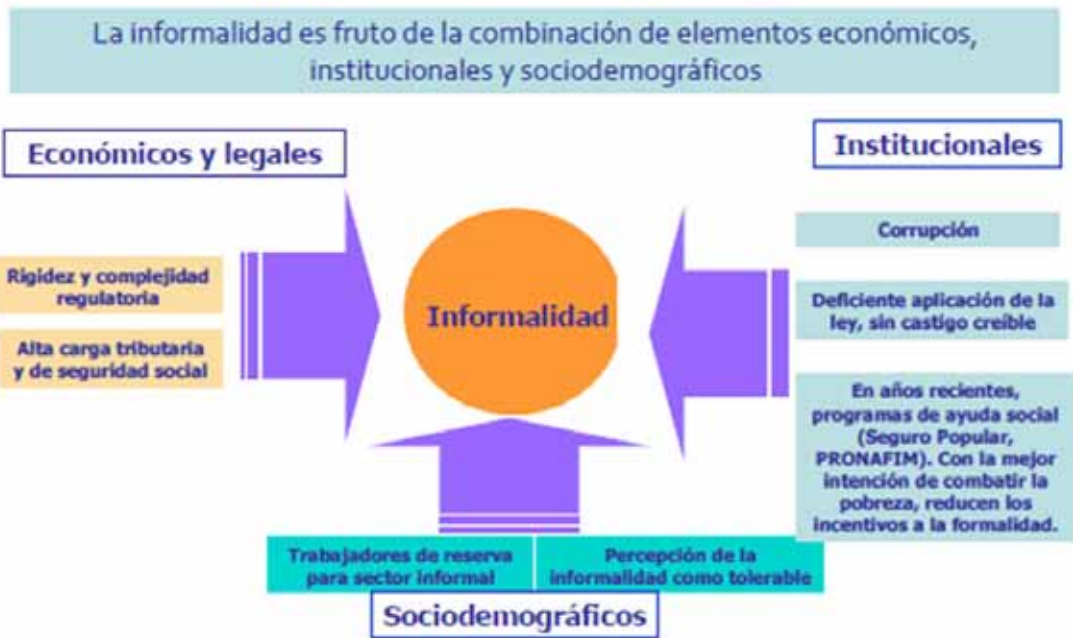 La informalidad es fruto de la combinación de elementos económicos,
institucionales y sociodemográficos
Económicos y legales
Rigidez y complejidad
regulatoria
Alta carga tributaria
y de seguridad social
Informalidad
Institucionales
Corrupción
Deficiente aplicación de la
ley, sin castigo creíble
En años recientes,
programas de ayuda social
(Seguro Popular,
PRONAFIM). Con la mejor
intención de combatir la
pobreza, reducen los
incentivos a la formalidad.
Trabajadores de reserva
para sector informal
Percepción de la
informalidad como tolerable
Sociodemográficos